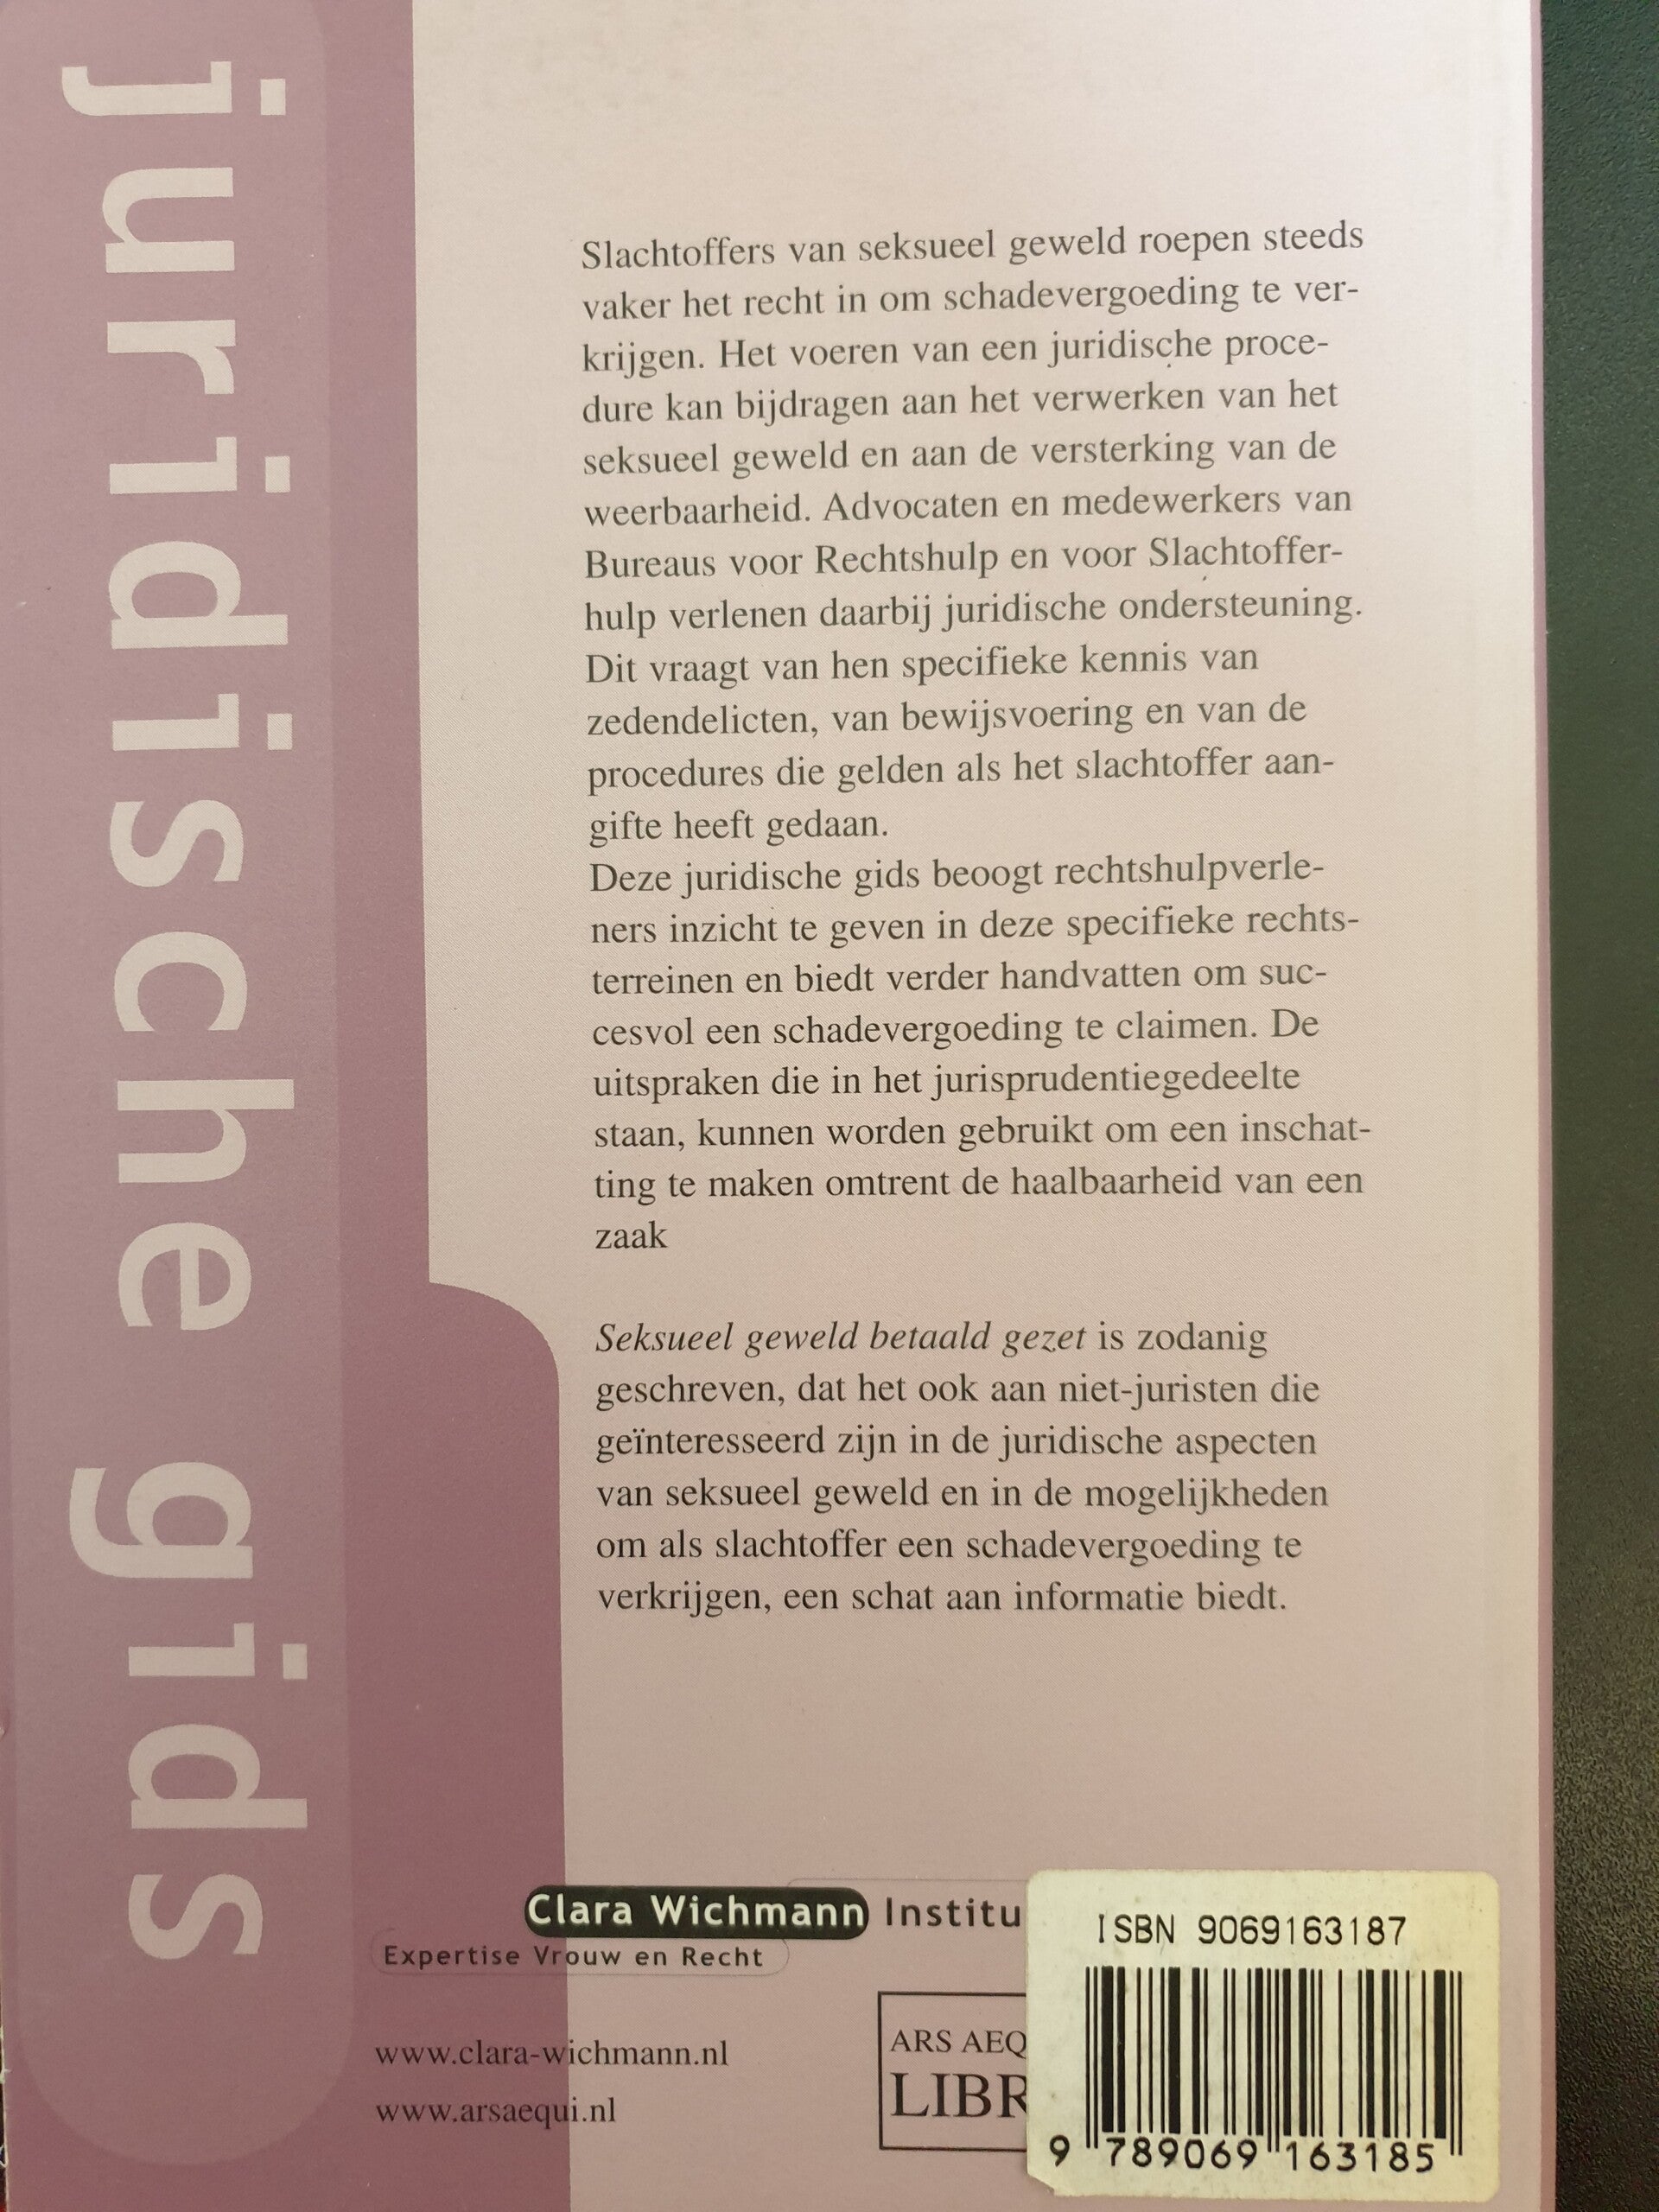 juridische gids
Slachtoffers van seksueel geweld roepen steeds
vaker het recht in om schadevergoeding te ver-
krijgen. Het voeren van een juridische proce-
dure kan bijdragen aan het verwerken van het
seksueel geweld en aan de versterking van de
weerbaarheid. Advocaten en medewerkers van
Bureaus voor Rechtshulp en voor Slachtoffer-
hulp verlenen daarbij juridische ondersteuning.
Dit vraagt van hen specifieke kennis van
zedendelicten, van bewijsvoering en van de
procedures die gelden als het slachtoffer aan-
gifte heeft gedaan.
Deze juridische gids beoogt rechtshulpverle-
ners inzicht te geven in deze specifieke rechts-
terreinen en biedt verder handvatten om suc-
cesvol een schadevergoeding te claimen. De
uitspraken die in het jurisprudentiegedeelte
staan, kunnen worden gebruikt om een inschat-
ting te maken omtrent de haalbaarheid van een
zaak
Seksueel geweld betaald gezet is zodanig
geschreven, dat het ook aan niet-juristen die
geïnteresseerd zijn in de juridische aspecten
van seksueel geweld en in de mogelijkheden
om als slachtoffer een schadevergoeding te
verkrijgen, een schat aan informatie biedt.
Clara Wichmann Institu
Expertise Vrouw en Recht
www.clara-wichmann.nl
www.arsaequi.nl
ARS AEQ
LIBR
ISBN 9069163187
9 789069 163185